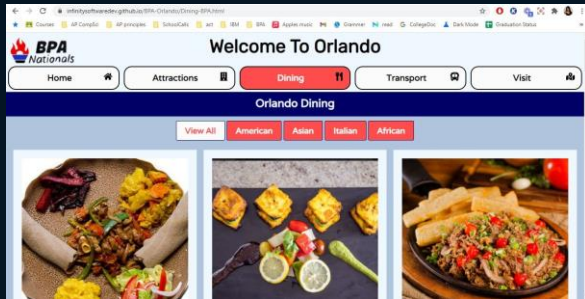 infinitysoftwaredev.github.io/BPA-Orlando/Dining-BPA.html
Courses AP CompSci AP principles SchoolCalls art IBM BPA Apples music Grammer read CollegeDoc Dark Mode Graduation Status
BPA
Nationals
Welcome To Orlando
Home Attractions Dining Transport Visit
Orlando Dining
View All American Asian Italian African